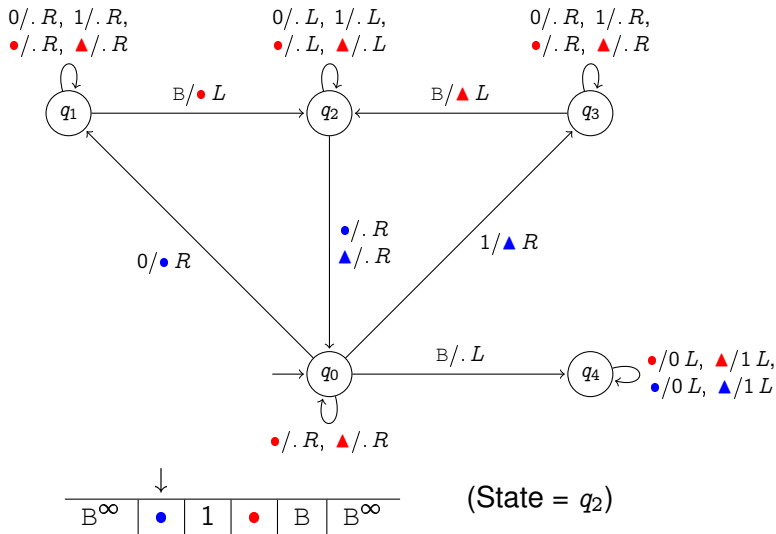 0/. R, 1/. R,
●/. R, ▲/. R
0/. L, 1/. L,
●/. L, ▲/. L
0/. R, 1/. R,
●/. R, ▲/. R
B/● L
B/▲ L
q1
q2
q3
●/. R
▲/. R
0/● R
1/▲ R
B/. L
q0
q4
●/0 L, ▲/1 L,
●/0 L, ▲/1 L
●/. R, ▲/. R
(State = q2)
B∞ ● 1 ● B B∞